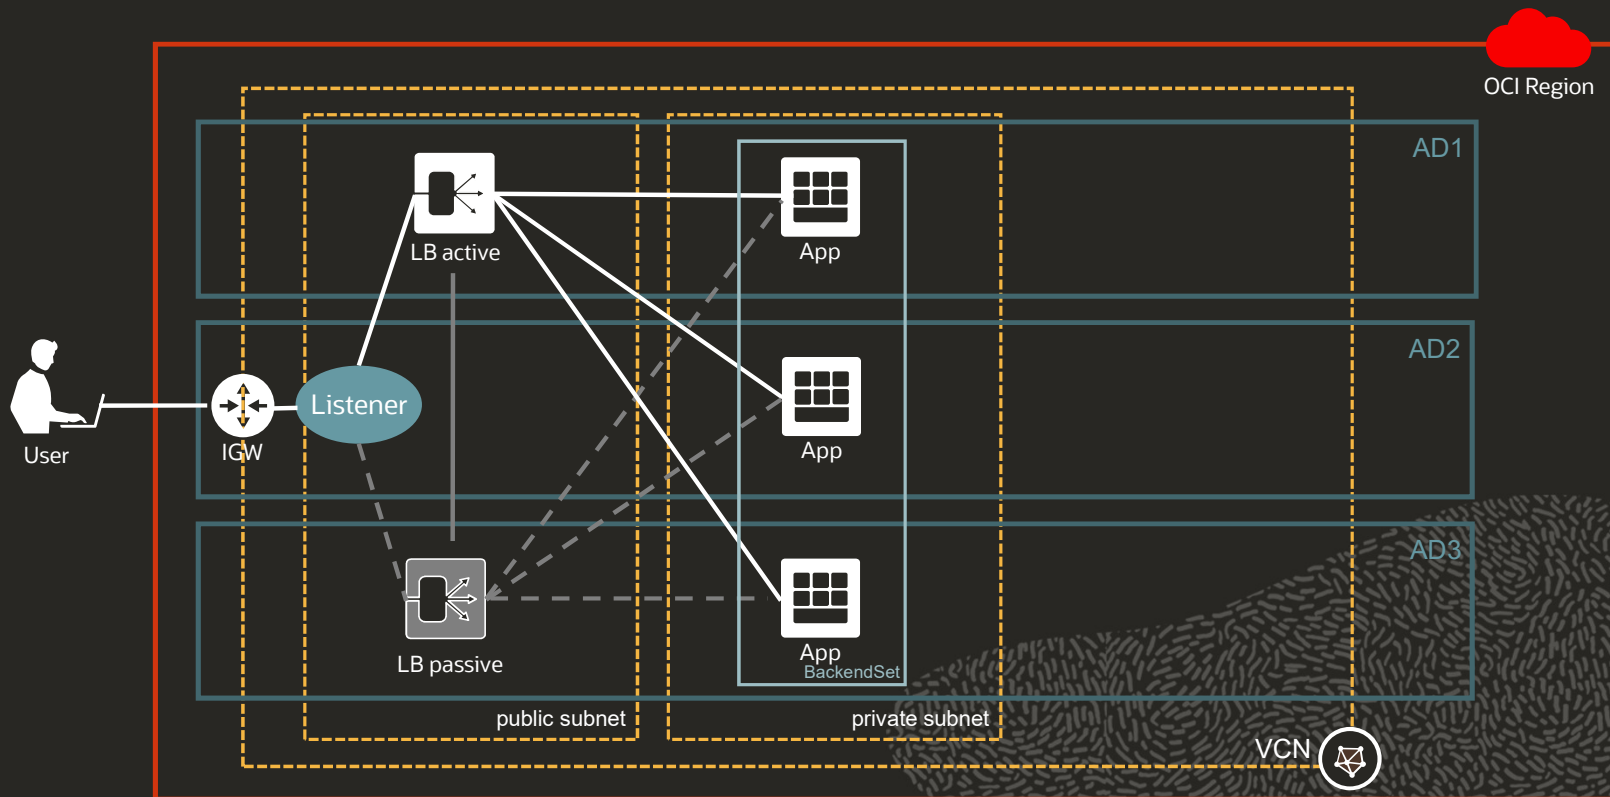 OCI Region
AD1
LB active
App
AD2
Listener
User
IGW
App
AD3
LB passive
App
BackendSet
public subnet
private subnet
VCN